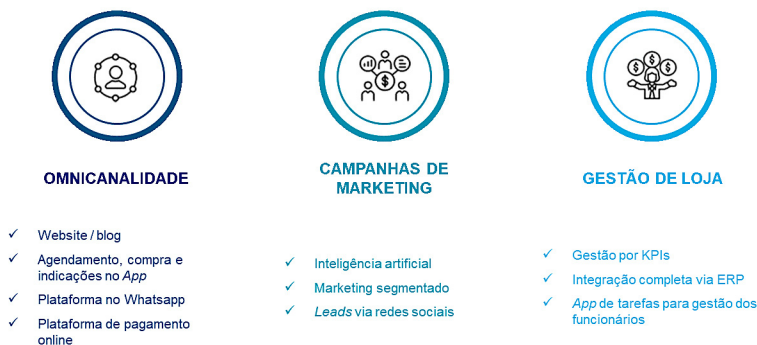 OMNICANALIDADE
✓ Website / blog
✓ Agendamento, compra e
indicações no App
✓ Plataforma no Whatsapp
✓ Plataforma de pagamento
online
CAMPANHAS DE
MARKETING
✓ Inteligência artificial
✓ Marketing segmentado
✓ Leads via redes sociais
GESTÃO DE LOJA
✓ Gestão por KPIs
✓ Integração completa via ERP
✓ App de tarefas para gestão dos
funcionários